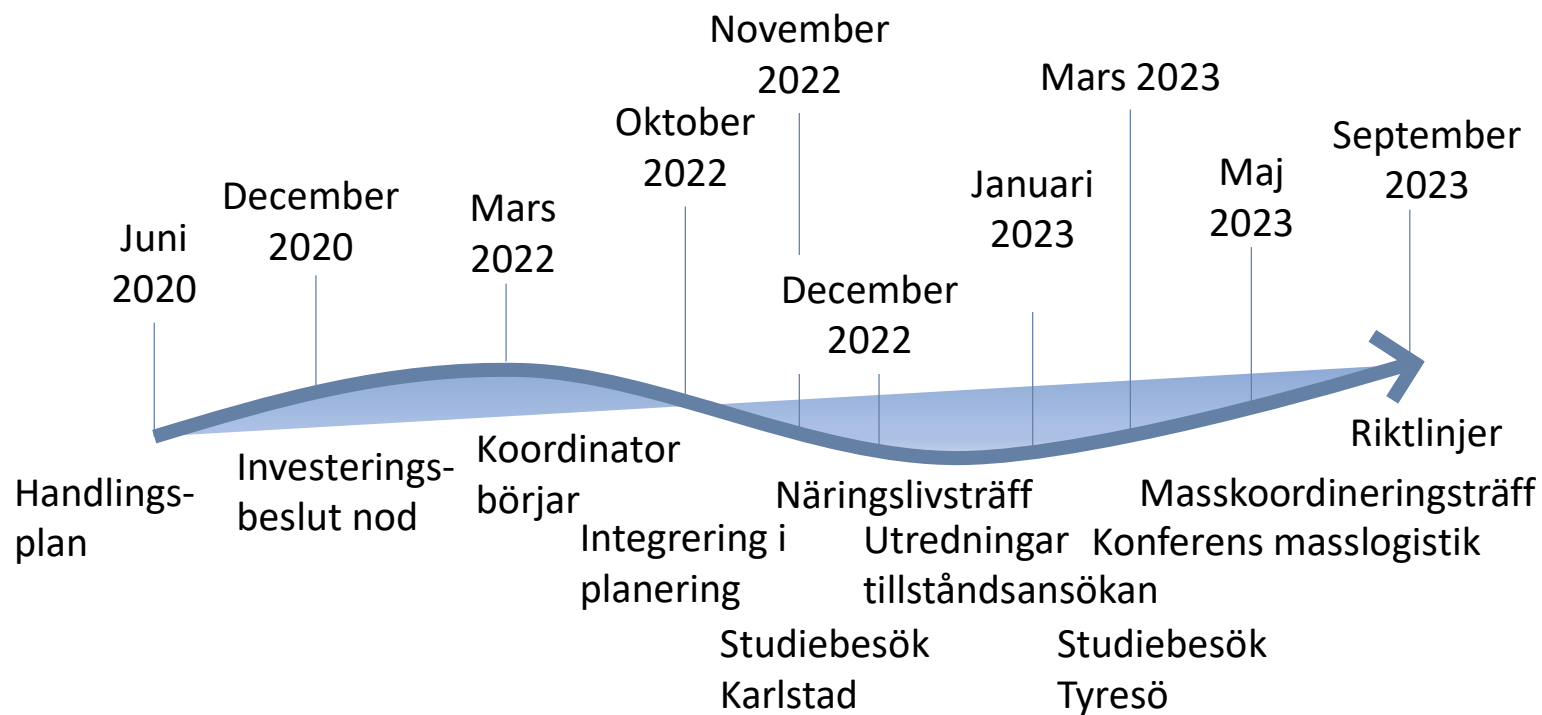 Juni
2020
December
2020
Mars
2022
Oktober
2022
November
2022
December
2022
Januari
2023
Mars 2023
Maj
2023
September
2023
Handlings-
plan
Investerings-
beslut nod
Koordinator
börjar
Integrering i
planering
Näringslivsträff
Studiebesök
Karlstad
Utredningar
tillståndsansökan
Studiebesök
Tyresö
Konferens masslogistik
Masskoordineringsträff
Riktlinjer